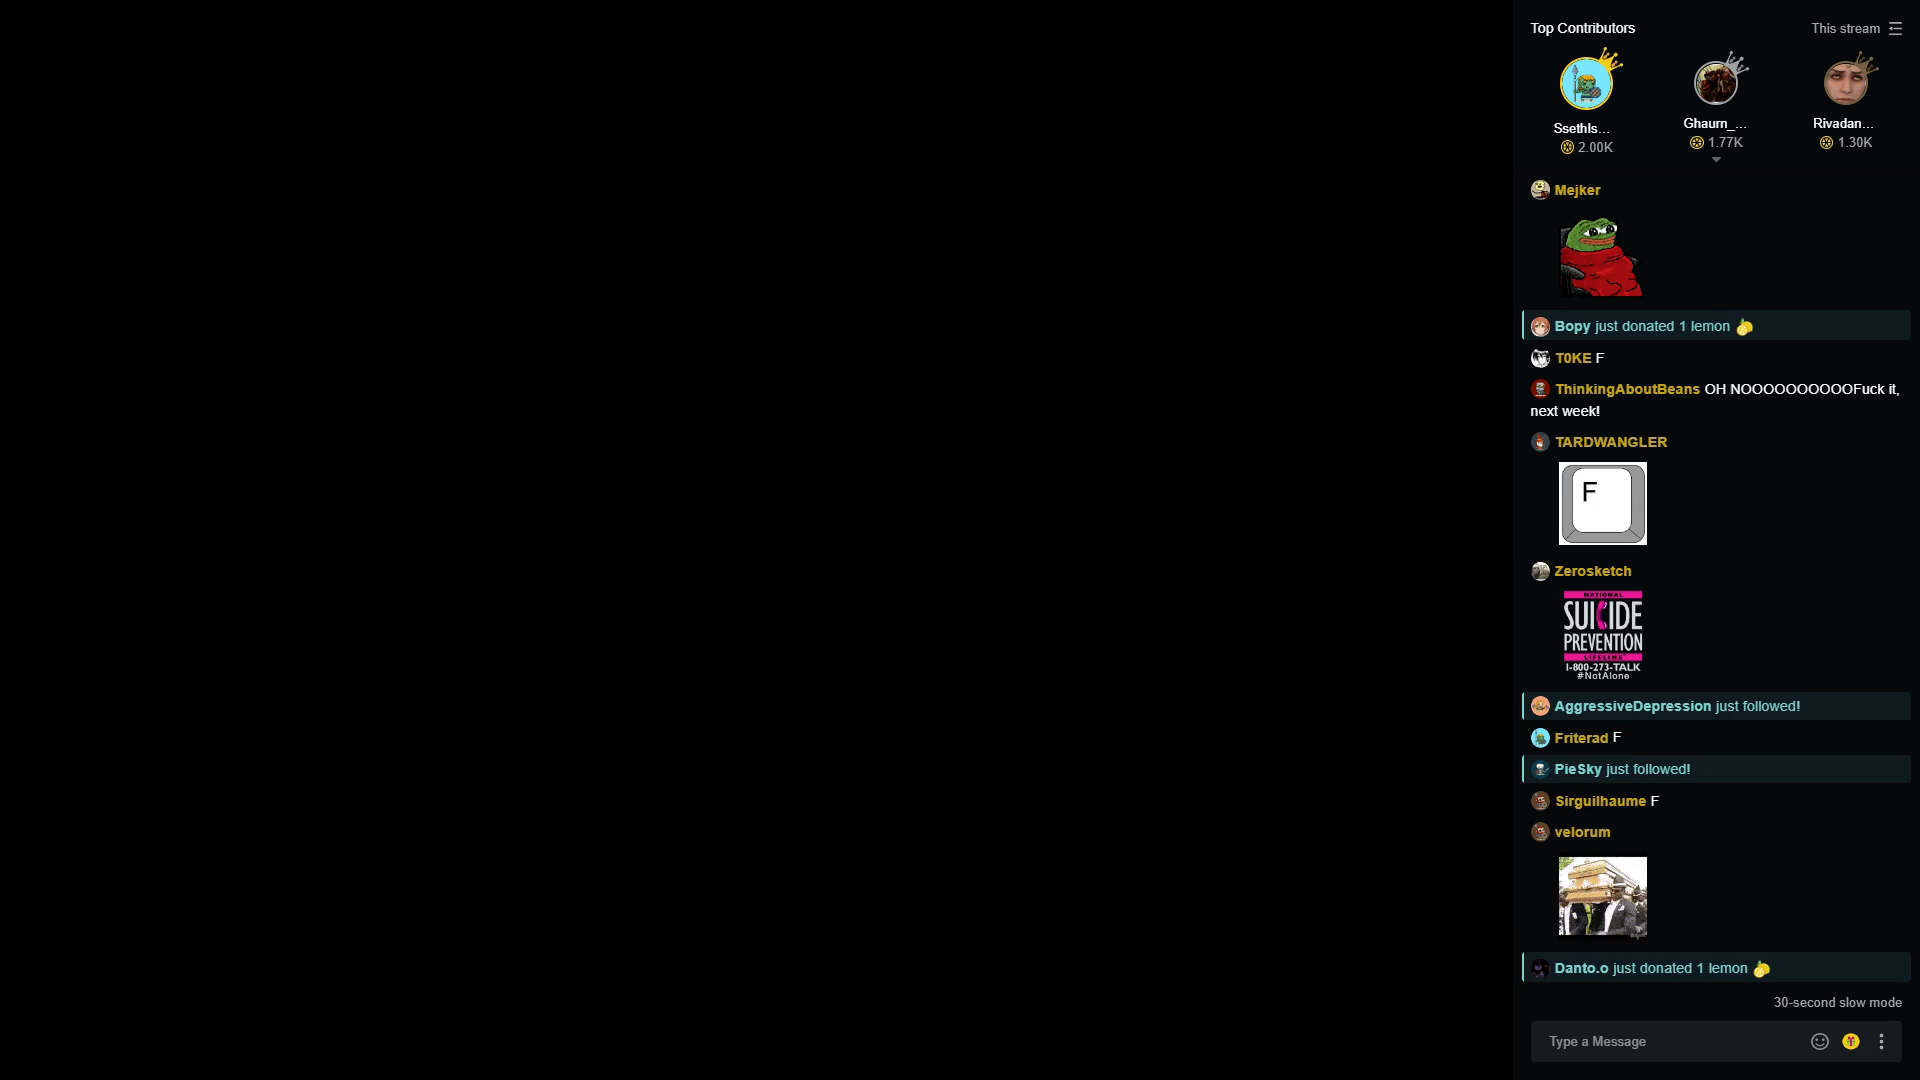 Top Contributors
This stream
SsethIs...
2.00K
Ghaurn_...
1.77K
Rivadan...
1.30K
Mejker
Bopy just donated 1 lemon
T0KE F
ThinkingAboutBeans OH NOOOOOOOOOOFuck it,
next week!
TARDWANGLER
F
Zerosketch
NATIONAL
SUICIDE
PREVENTION
LIFELINE
1-800-273-TALK
#NotAlone
AggressiveDepression just followed!
Friterad F
PieSky just followed!
Sirguilhaume F
velorum
Danto.o just donated 1 lemon
30-second slow mode
Type a Message